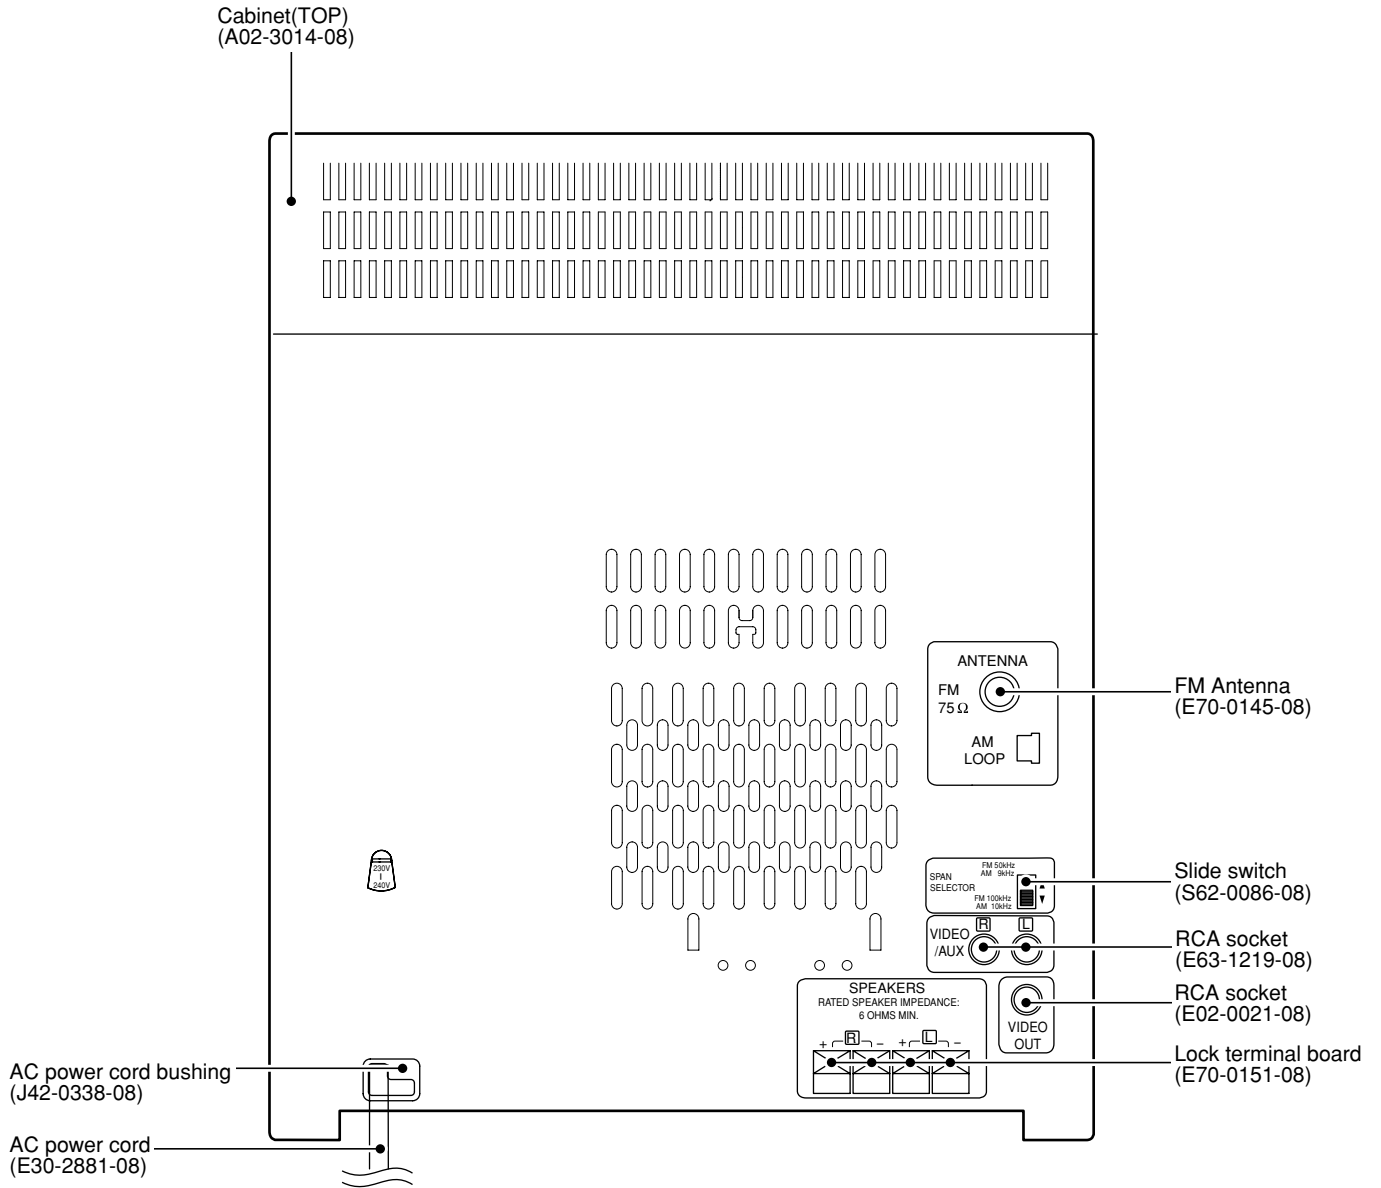 Cabinet(TOP)
(A02-3014-08)
ANTENNA
FM
75Ω
AM
LOOP
FM Antenna
(E70-0145-08)
230V
240V
SPAN
SELECTOR
FM 50kHz
AM 9kHz
FM 100kHz
AM 10kHz
▲
▼
Slide switch
(S62-0086-08)
VIDEO
/AUX
R
L
RCA socket
(E63-1219-08)
SPEAKERS
RATED SPEAKER IMPEDANCE:
6 OHMS MIN.
+ R − + L −
VIDEO
OUT
RCA socket
(E02-0021-08)
Lock terminal board
(E70-0151-08)
AC power cord bushing
(J42-0338-08)
AC power cord
(E30-2881-08)